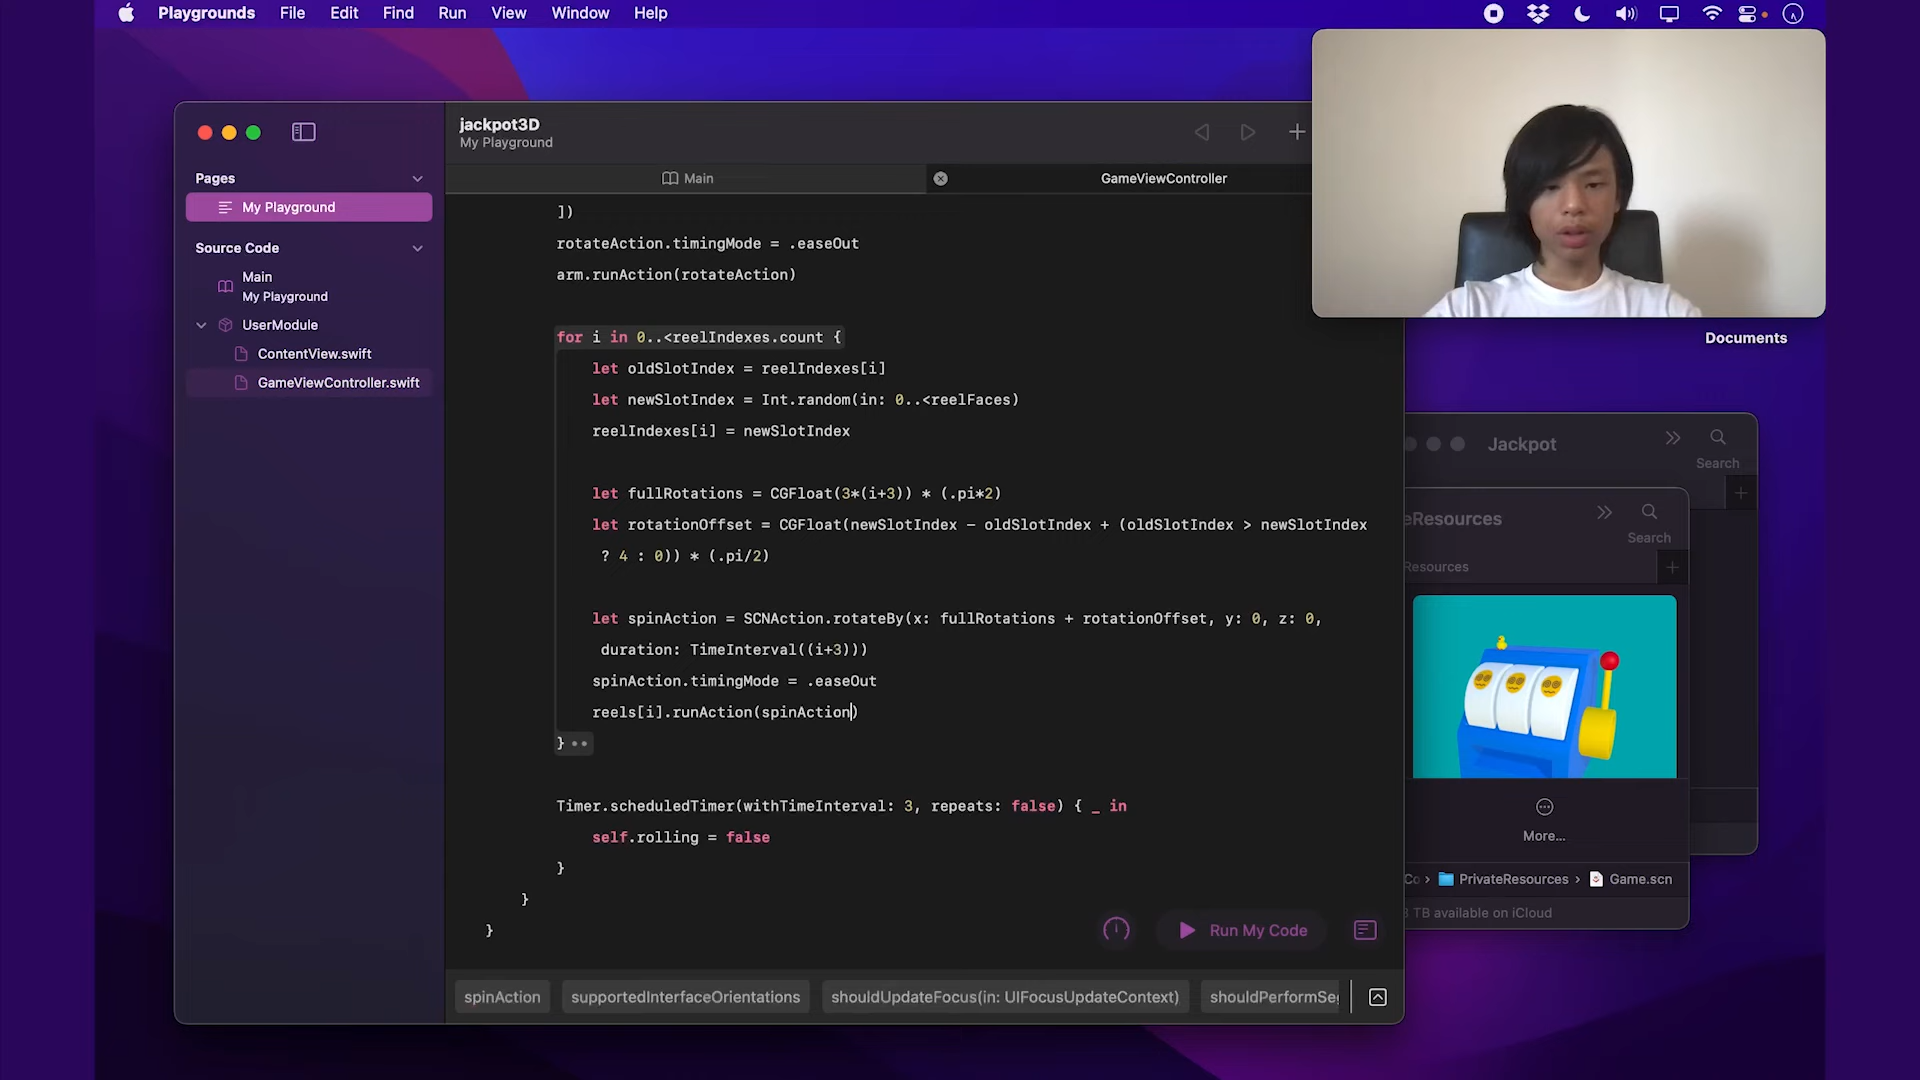 Playgrounds File Edit Find Run View Window Help
jackpot3D
My Playground
Pages
My Playground
Source Code
Main
My Playground
UserModule
ContentView.swift
GameViewController.swift
Main
GameViewController
])
rotateAction.timingMode = .easeOut
arm.runAction(rotateAction)
for i in 0..<reelIndexes.count {
let oldSlotIndex = reelIndexes[i]
let newSlotIndex = Int.random(in: 0..<reelFaces)
reelIndexes[i] = newSlotIndex
let fullRotations = CGFloat(3*(i+3)) * (.pi*2)
let rotationOffset = CGFloat(newSlotIndex - oldSlotIndex + (oldSlotIndex > newSlotIndex
? 4 : 0)) * (.pi/2)
let spinAction = SCNAction.rotateBy(x: fullRotations + rotationOffset, y: 0, z: 0,
duration: TimeInterval((i+3)))
spinAction.timingMode = .easeOut
reels[i].runAction(spinAction)
}
Timer.scheduledTimer(withTimeInterval: 3, repeats: false) { _ in
self.rolling = false
}
}
}
Run My Code
spinAction supportedInterfaceOrientations shouldUpdateFocus(in: UIFocusUpdateContext) shouldPerformSe
Documents
Jackpot
Search
eResources
Search
Resources
More...
Co › PrivateResources › Game.scn
TB available on iCloud